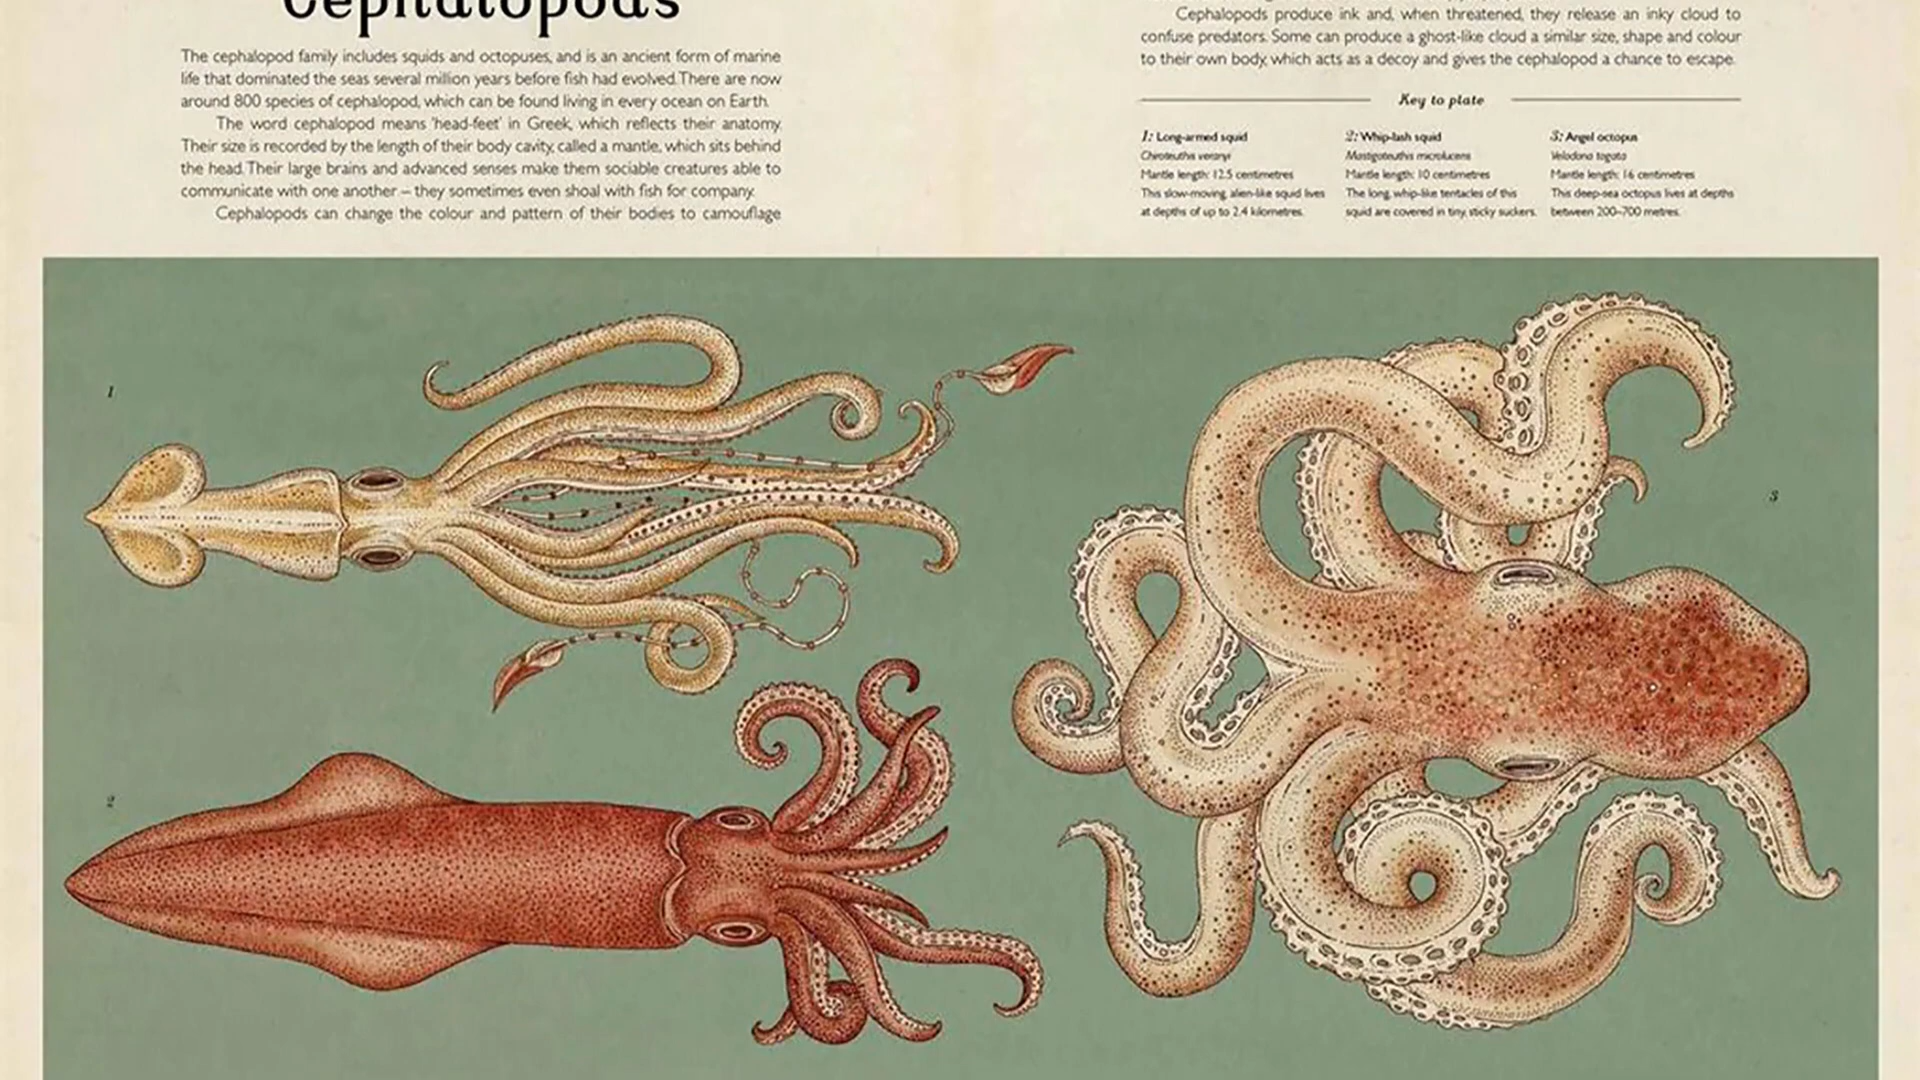 Cephalopods
The cephalopod family includes squids and octopuses, and is an ancient form of marine
life that dominated the seas several million years before fish had evolved. There are now
around 800 species of cephalopod, which can be found living in every ocean on Earth.
The word cephalopod means 'head-feet' in Greek, which reflects their anatomy.
Their size is recorded by the length of their body cavity, called a mantle, which sits behind
the head. Their large brains and advanced senses make them sociable creatures able to
communicate with one another – they sometimes even shoal with fish for company.
Cephalopods can change the colour and pattern of their bodies to camouflage
Cephalopods produce ink and, when threatened, they release an inky cloud to
confuse predators. Some can produce a ghost-like cloud a similar size, shape and colour
to their own body, which acts as a decoy and gives the cephalopod a chance to escape.
Key to plate
1: Long-armed squid
Chiroteuthis veranyi
Mantle length: 12.5 centimetres
This slow-moving, alien-like squid lives
at depths of up to 2.4 kilometres.
2: Whip-lash squid
Mastigoteuthis microlucens
Mantle length: 10 centimetres
The long, whip-like tentacles of this
squid are covered in tiny, sticky suckers.
3: Angel octopus
Velodona togata
Mantle length: 16 centimetres
This deep-sea octopus lives at depths
between 200–700 metres.
1
3
2